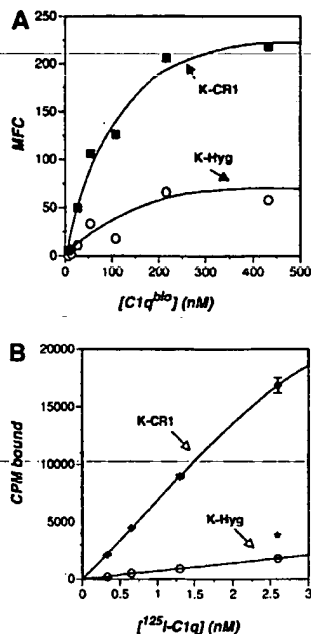 A
250
200
150
100
50
0
MFC
K-CR1
K-Hyg
0 100 200 300 400 500
[C1q^bio] (nM)
B
20000
15000
10000
5000
0
CPM bound
K-CR1
K-Hyg
*
0 0.5 1 1.5 2 2.5 3
[¹²⁵I-C1q] (nM)